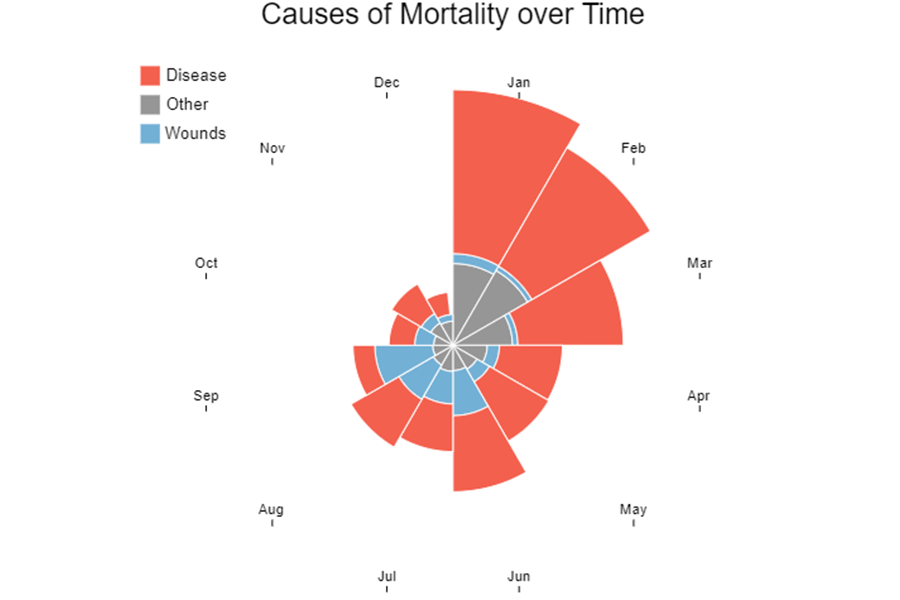 Causes of Mortality over Time
Disease
Other
Wounds
Dec
Jan
Nov
Feb
Oct
Mar
Sep
Apr
Aug
May
Jul
Jun